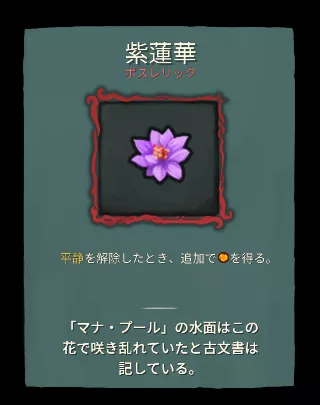 紫蓮華
ボスレリック
平静を解除したとき、追加でを得る。
「マナ・プール」の水面はこの
花で咲き乱れていたと古文書は
記している。